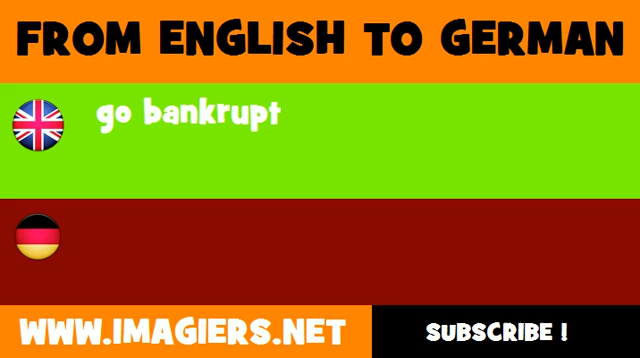 FROM ENGLISH TO GERMAN
go bankrupt
WWW.IMAGIERS.NET
SUBSCRIBE !